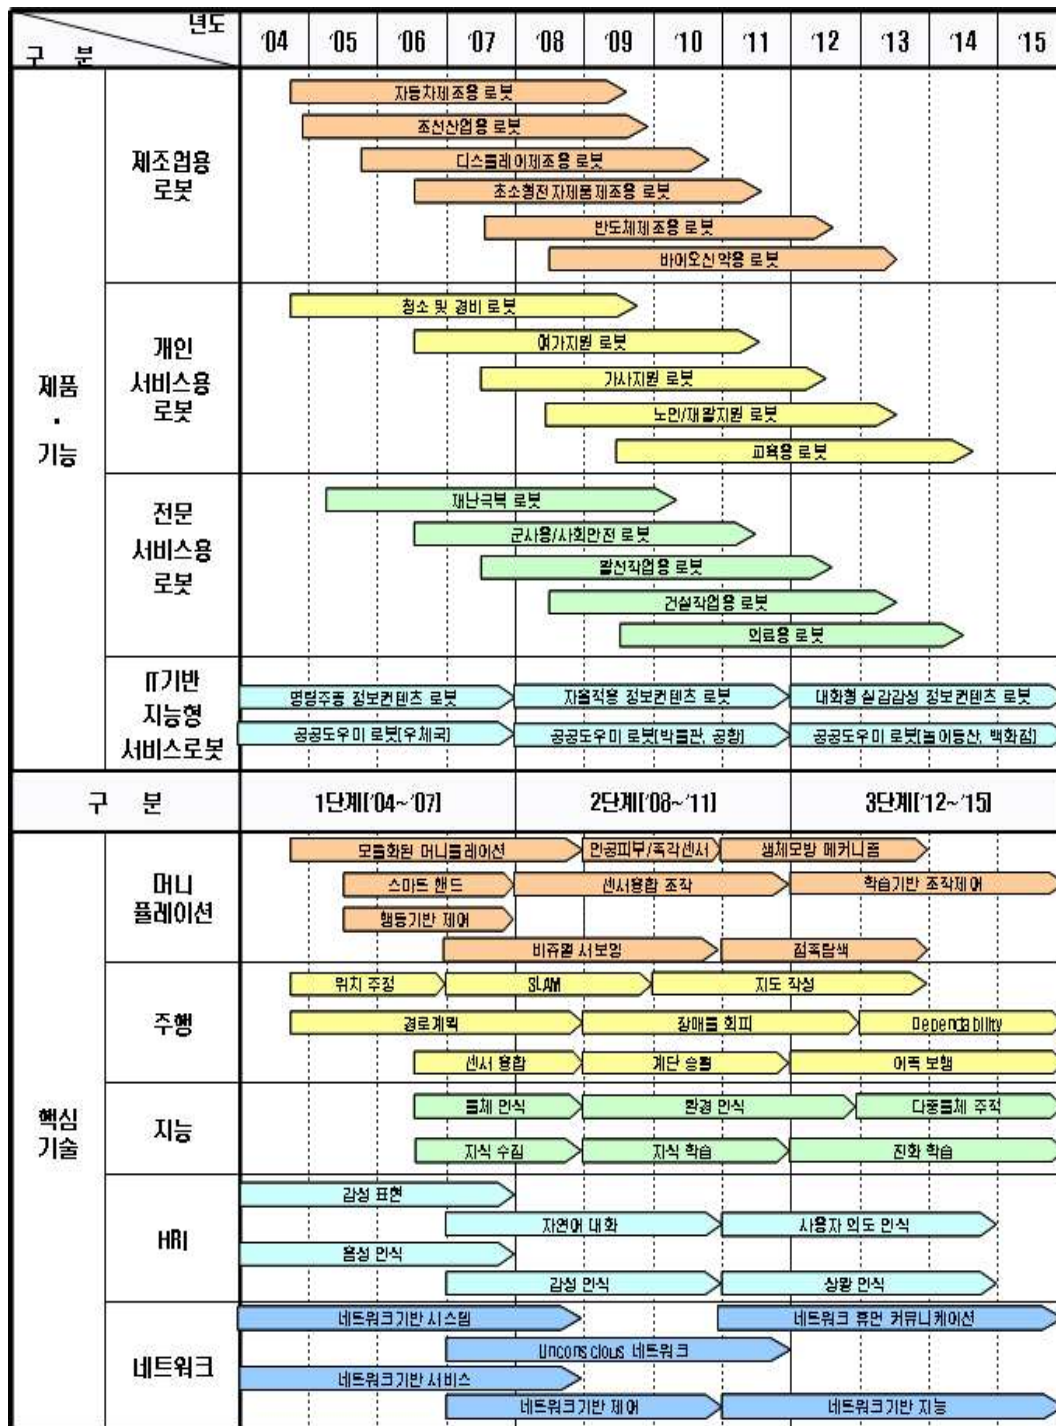 년도
구 분
'04 '05 '06 '07 '08 '09 '10 '11 '12 '13 '14 '15
제품
·
기능
제조업용
로봇
자동차제조용 로봇
조선산업용 로봇
디스플레이제조용 로봇
초소형전자제품제조용 로봇
반도체제조용 로봇
바이오신약용 로봇
개인
서비스용
로봇
청소 및 경비 로봇
여가지원 로봇
가사지원 로봇
노인/재활지원 로봇
교육용 로봇
전문
서비스용
로봇
재난극복 로봇
군사용/사회안전 로봇
활선작업용 로봇
건설작업용 로봇
의료용 로봇
IT기반
지능형
서비스로봇
명령추종 정보컨텐츠 로봇
자율적응 정보컨텐츠 로봇
대화형 실감감성 정보컨텐츠 로봇
공공도우미 로봇[우체국]
공공도우미 로봇[박물관, 공항]
공공도우미 로봇[놀이동산, 백화점]
구 분
1단계['04~'07]
2단계['08~'11]
3단계['12~'15]
핵심
기술
머니
퓰레이션
모듈화된 머니퓰레이션
인공피부/촉각센서
생체모방 메커니즘
스마트 핸드
센서융합 조작
학습기반 조작제어
행동기반 제어
비쥬얼 서보잉
접촉탐색
주행
위치 추정
SLAM
지도 작성
경로계획
장애물 회피
Dependability
센서 융합
계단 승월
이족 보행
지능
물체 인식
환경 인식
다중물체 추적
지식 수집
지식 학습
진화 학습
HRI
감성 표현
자연어 대화
사용자 의도 인식
음성 인식
감성 인식
상황 인식
네트워크
네트워크기반 시스템
네트워크 휴먼 커뮤니케이션
Unconscious 네트워크
네트워크기반 서비스
네트워크기반 제어
네트워크기반 지능